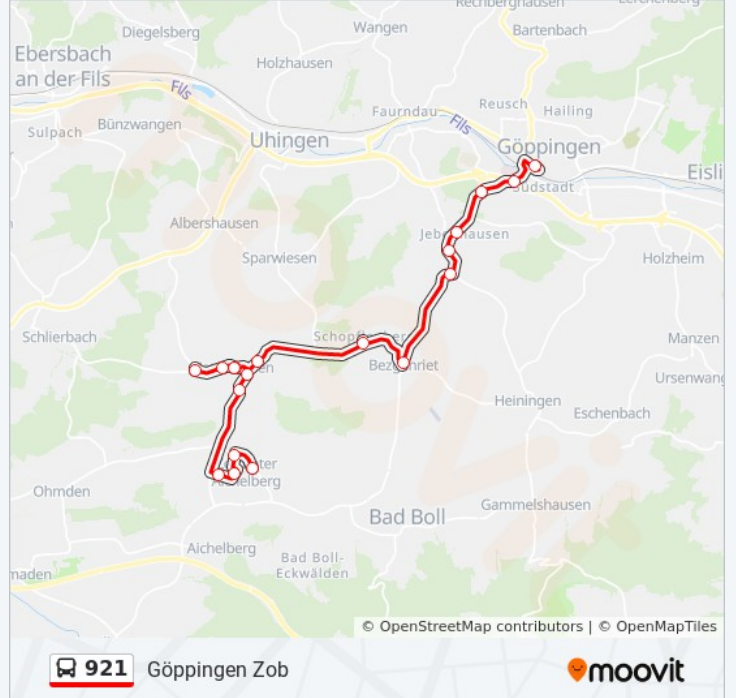 Rechberghausen
Lerchenberg
Diegelsberg
Wangen
Bartenbach
Ebersbach
an der Fils
Holzhausen
Fils
Reusch
Hailing
Faurndau
Fils
Sulpach
Bünzwangen
Uhingen
Göppingen
Eisli
Südstadt
Albershausen
Sparwiesen
Holzheim
Schlierbach
Manzen
Ursenwang
Heiningen
Eschenbach
Ohmden
Bad Boll
Gammelshausen
Aichelberg
Bad Boll-
Eckwälden
maden
© OpenStreetMap contributors | © OpenMapTiles
921 Göppingen Zob
moovit